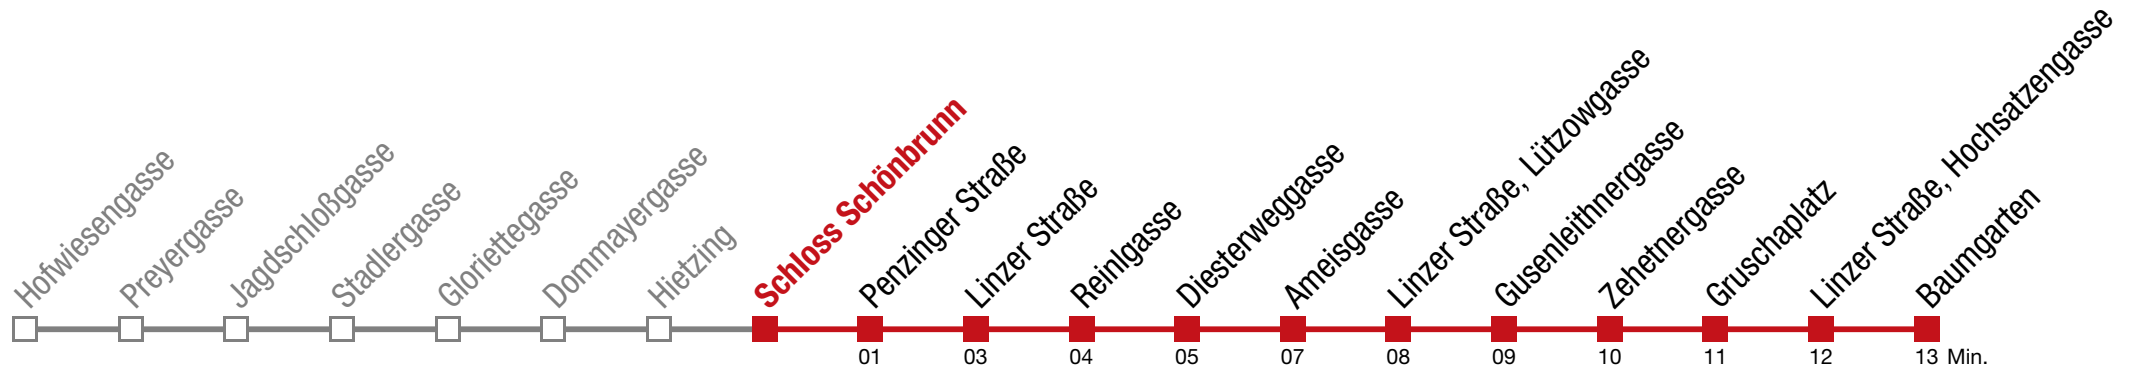 Hofwiesengasse
Preyergasse
Jagdschloßgasse
Stadlergasse
Gloriettegasse
Dommayergasse
Hietzing
Schloss Schönbrunn
Penzinger Straße
Linzer Straße
Reinlgasse
Diesterweggasse
Ameisgasse
Linzer Straße, Lützowgasse
Gusenleithnergasse
Zehetnergasse
Gruschaplatz
Linzer Straße, Hochsatzengasse
Baumgarten
01 03 04 05 07 08 09 10 11 12 13 Min.